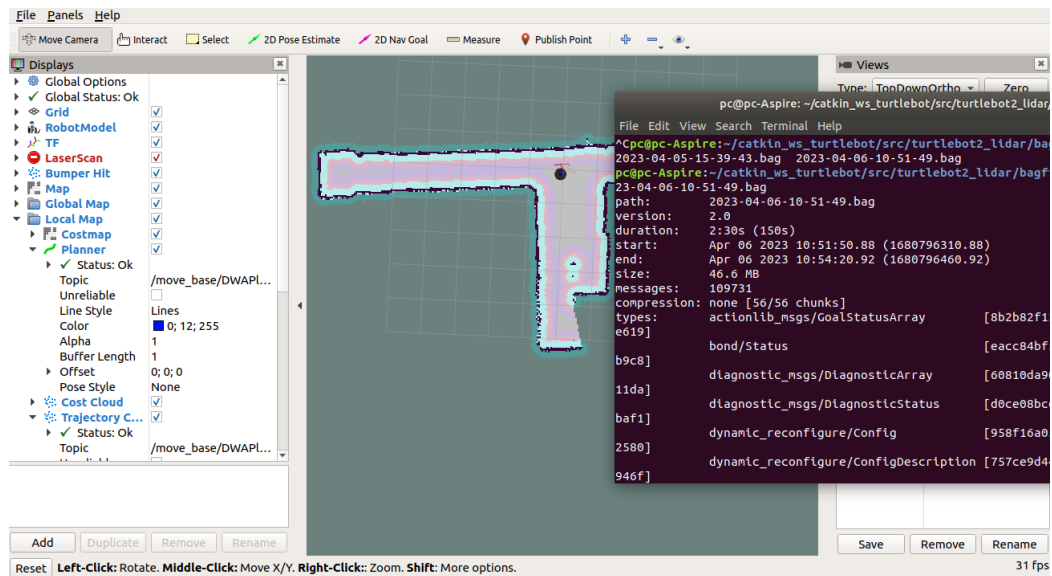 File Panels Help
Move Camera Interact Select 2D Pose Estimate 2D Nav Goal Measure Publish Point
Displays
Global Options
Global Status: Ok
Grid
RobotModel
TF
LaserScan
Bumper Hit
Map
Global Map
Local Map
Costmap
Planner
Status: Ok
Topic /move_base/DWAPl...
Unreliable
Line Style Lines
Color 0; 12; 255
Alpha 1
Buffer Length 1
Offset 0; 0; 0
Pose Style None
Cost Cloud
Trajectory C...
Status: Ok
Topic /move_base/DWAPl...
Add Duplicate Remove Rename
Reset Left-Click: Rotate. Middle-Click: Move X/Y. Right-Click:: Zoom. Shift: More options.
31 fps
Views
Type: TopDownOrtho Zero
pc@pc-Aspire: ~/catkin_ws_turtlebot/src/turtlebot2_lidar/
File Edit View Search Terminal Help
^Cpc@pc-Aspire:~/catkin_ws_turtlebot/src/turtlebot2_lidar/bag
2023-04-05-15-39-43.bag 2023-04-06-10-51-49.bag
pc@pc-Aspire:~/catkin_ws_turtlebot/src/turtlebot2_lidar/bagf
23-04-06-10-51-49.bag
path: 2023-04-06-10-51-49.bag
version: 2.0
duration: 2:30s (150s)
start: Apr 06 2023 10:51:50.88 (1680796310.88)
end: Apr 06 2023 10:54:20.92 (1680796460.92)
size: 46.6 MB
messages: 109731
compression: none [56/56 chunks]
types: actionlib_msgs/GoalStatusArray [8b2b82f1
e619]
bond/Status [eacc84bf
b9c8]
diagnostic_msgs/DiagnosticArray [60810da9
11da]
diagnostic_msgs/DiagnosticStatus [d0ce08bc
baf1]
dynamic_reconfigure/Config [958f16a0
2580]
dynamic_reconfigure/ConfigDescription [757ce9d4
946f]
Save Remove Rename